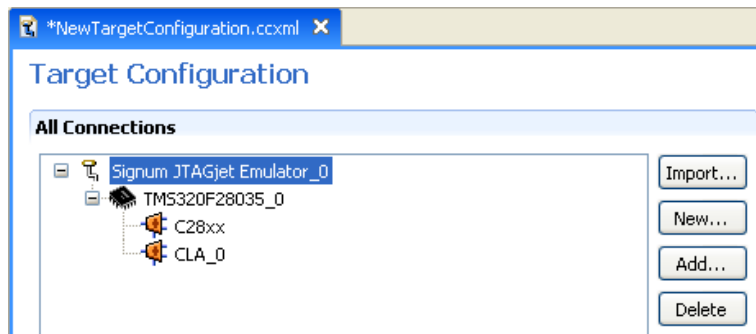 *NewTargetConfiguration.ccxml
Target Configuration
All Connections
Signum JTAGjet Emulator_0
TMS320F28035_0
C28xx
CLA_0
Import...
New...
Add...
Delete